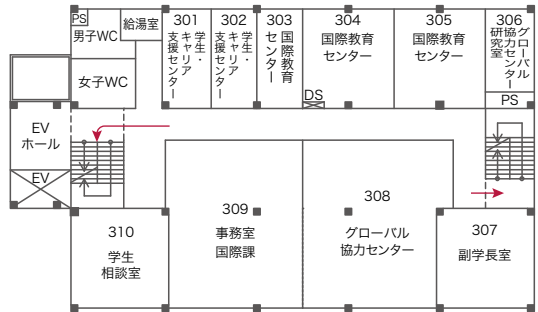 PS
男子WC
給湯室
女子WC
301
学生・
キャリア
支援センター
302
学生・
キャリア
支援センター
303
国際教育
センター
304
国際教育
センター
DS
305
国際教育
センター
306
グローバル
協力センター
研究室
PS
EV
ホール
EV
310
学生
相談室
309
事務室
国際課
308
グローバル
協力センター
307
副学長室